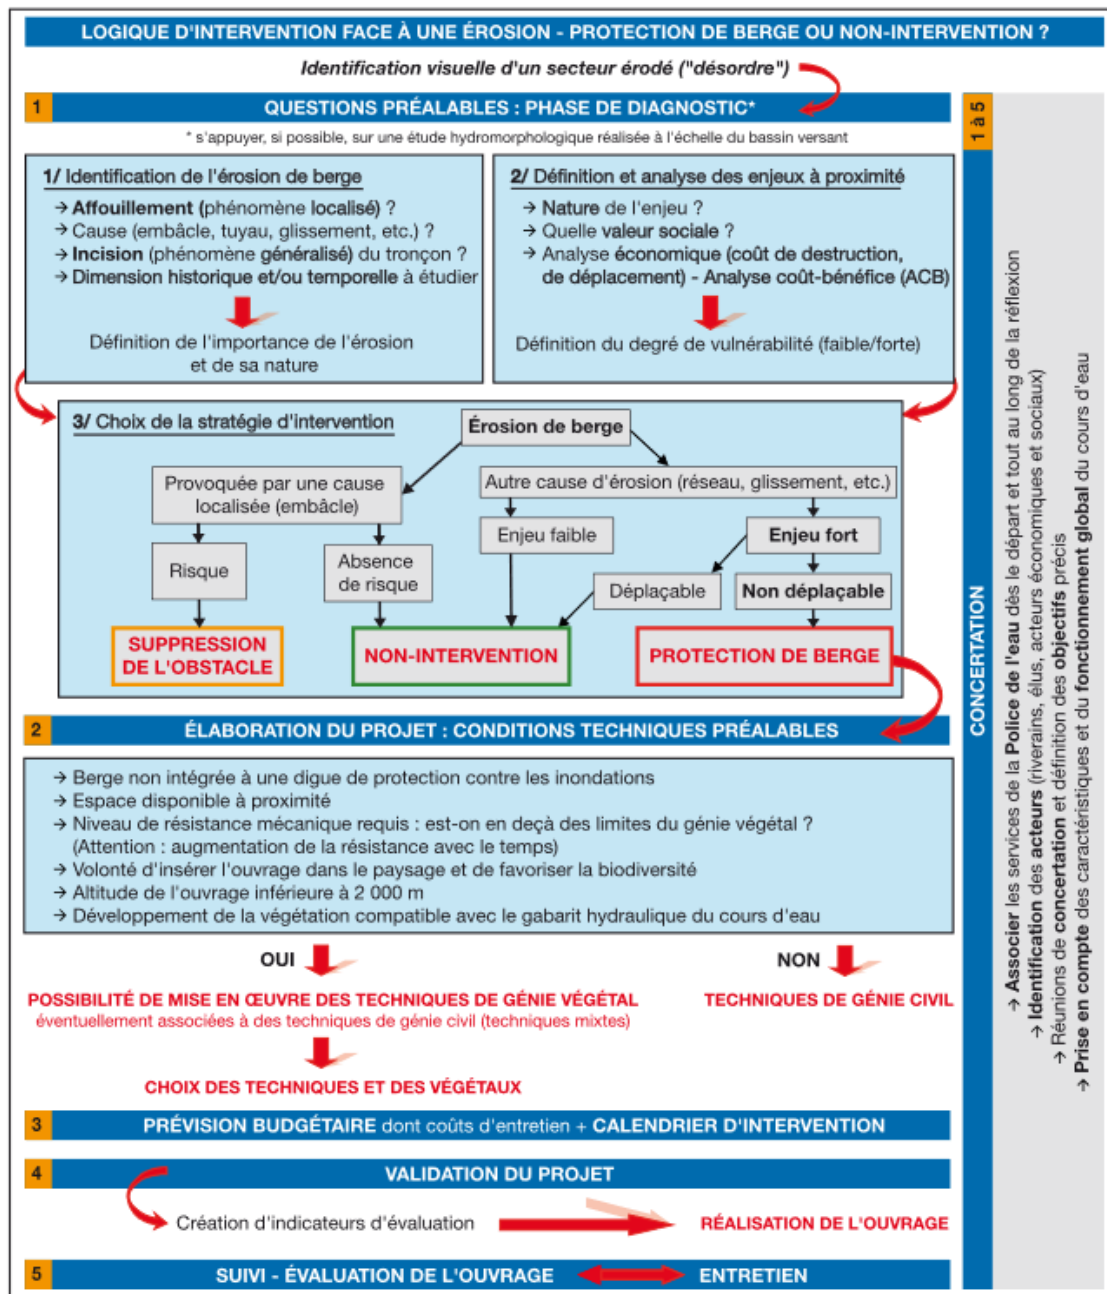 LOGIQUE D'INTERVENTION FACE À UNE ÉROSION - PROTECTION DE BERGE OU NON-INTERVENTION ?
Identification visuelle d'un secteur érodé ("désordre")
1
QUESTIONS PRÉALABLES : PHASE DE DIAGNOSTIC*
* s'appuyer, si possible, sur une étude hydromorphologique réalisée à l'échelle du bassin versant
1/ Identification de l'érosion de berge
→ Affouillement (phénomène localisé) ?
→ Cause (embâcle, tuyau, glissement, etc.) ?
→ Incision (phénomène généralisé) du tronçon ?
→ Dimension historique et/ou temporelle à étudier
Définition de l'importance de l'érosion
et de sa nature
2/ Définition et analyse des enjeux à proximité
→ Nature de l'enjeu ?
→ Quelle valeur sociale ?
→ Analyse économique (coût de destruction,
de déplacement) - Analyse coût-bénéfice (ACB)
Définition du degré de vulnérabilité (faible/forte)
3/ Choix de la stratégie d'intervention
Érosion de berge
Provoquée par une cause
localisée (embâcle)
Autre cause d'érosion (réseau, glissement, etc.)
Risque
Absence
de risque
Enjeu faible
Enjeu fort
Déplaçable
Non déplaçable
SUPPRESSION
DE L'OBSTACLE
NON-INTERVENTION
PROTECTION DE BERGE
2
ÉLABORATION DU PROJET : CONDITIONS TECHNIQUES PRÉALABLES
→ Berge non intégrée à une digue de protection contre les inondations
→ Espace disponible à proximité
→ Niveau de résistance mécanique requis : est-on en deçà des limites du génie végétal ?
(Attention : augmentation de la résistance avec le temps)
→ Volonté d'insérer l'ouvrage dans le paysage et de favoriser la biodiversité
→ Altitude de l'ouvrage inférieure à 2 000 m
→ Développement de la végétation compatible avec le gabarit hydraulique du cours d'eau
OUI
NON
POSSIBILITÉ DE MISE EN ŒUVRE DES TECHNIQUES DE GÉNIE VÉGÉTAL
éventuellement associées à des techniques de génie civil (techniques mixtes)
TECHNIQUES DE GÉNIE CIVIL
CHOIX DES TECHNIQUES ET DES VÉGÉTAUX
3
PRÉVISION BUDGÉTAIRE dont coûts d'entretien + CALENDRIER D'INTERVENTION
4
VALIDATION DU PROJET
Création d'indicateurs d'évaluation
RÉALISATION DE L'OUVRAGE
5
SUIVI - ÉVALUATION DE L'OUVRAGE
ENTRETIEN
1 à 5
CONCERTATION
→ Associer les services de la Police de l'eau dès le départ et tout au long de la réflexion
→ Identification des acteurs (riverains, élus, acteurs économiques et sociaux)
→ Réunions de concertation et définition des objectifs précis
→ Prise en compte des caractéristiques et du fonctionnement global du cours d'eau